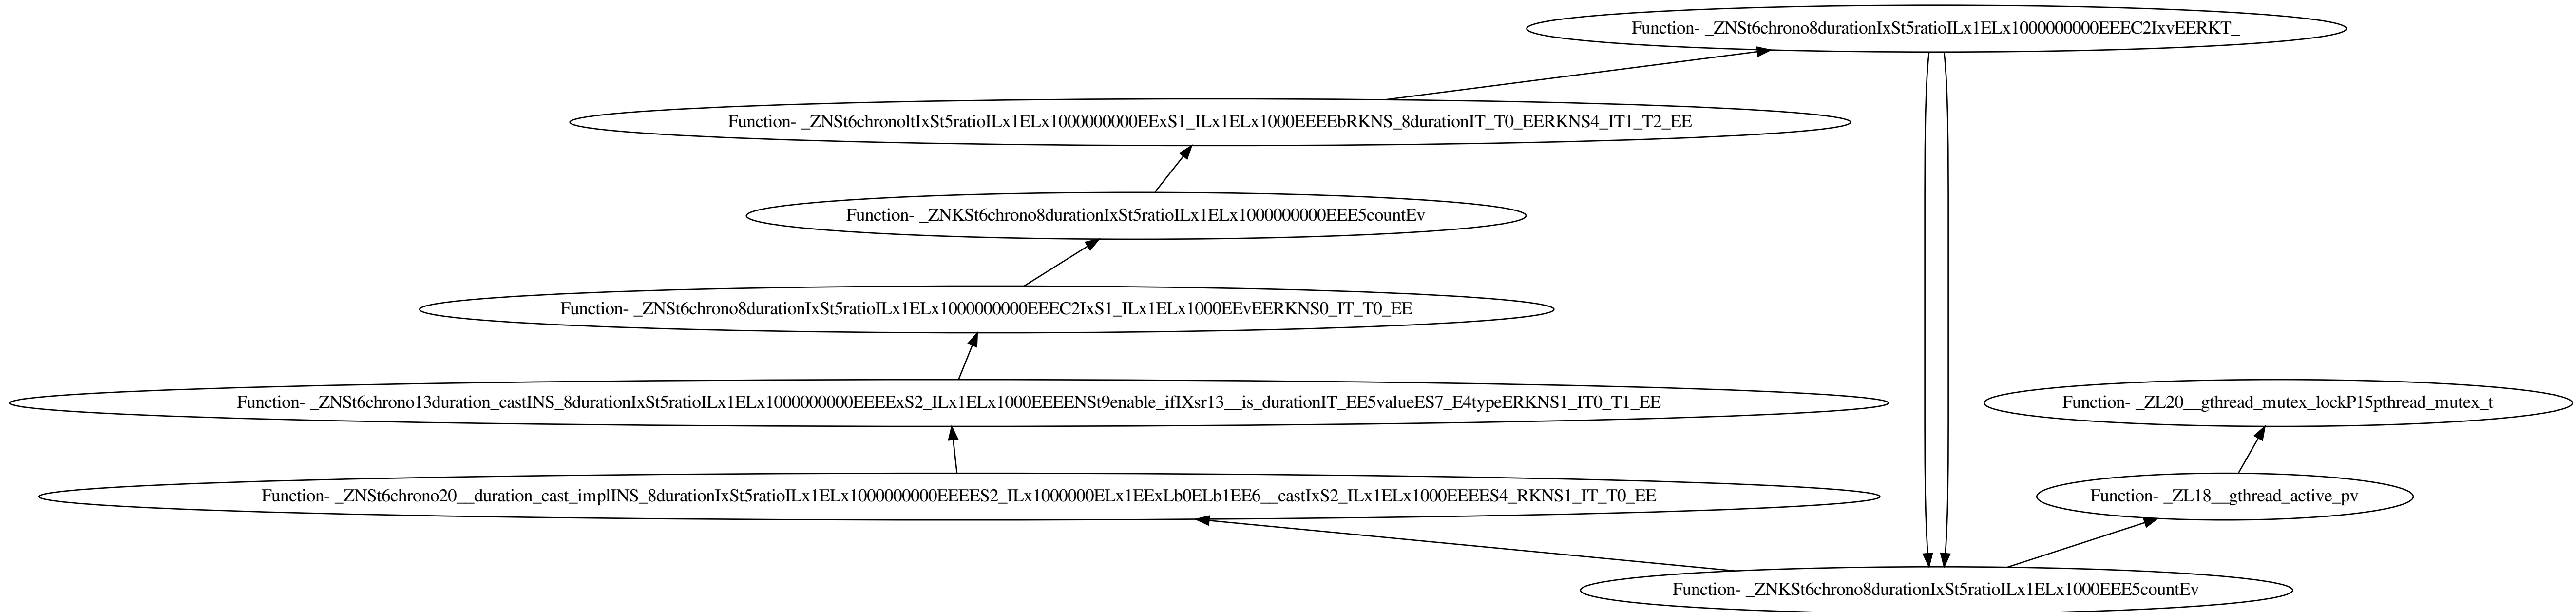 Function- _ZNSt6chrono8durationIxSt5ratioILx1ELx1000000000EEEC2IxvEERKT_
Function- _ZNSt6chronoltIxSt5ratioILx1ELx1000000000EExS1_ILx1ELx1000EEEEbRKNS_8durationIT_T0_EERKNS4_IT1_T2_EE
Function- _ZNKSt6chrono8durationIxSt5ratioILx1ELx1000000000EEE5countEv
Function- _ZNSt6chrono8durationIxSt5ratioILx1ELx1000000000EEEC2IxS1_ILx1ELx1000EEvEERKNS0_IT_T0_EE
Function- _ZNSt6chrono13duration_castINS_8durationIxSt5ratioILx1ELx1000000000EEEExS2_ILx1ELx1000EEEENSt9enable_ifIXsr13__is_durationIT_EE5valueES7_E4typeERKNS1_IT0_T1_EE
Function- _ZL20__gthread_mutex_lockP15pthread_mutex_t
Function- _ZNSt6chrono20__duration_cast_implINS_8durationIxSt5ratioILx1ELx1000000000EEEES2_ILx1000000ELx1EExLb0ELb1EE6__castIxS2_ILx1ELx1000EEEES4_RKNS1_IT_T0_EE
Function- _ZL18__gthread_active_pv
Function- _ZNKSt6chrono8durationIxSt5ratioILx1ELx1000EEE5countEv